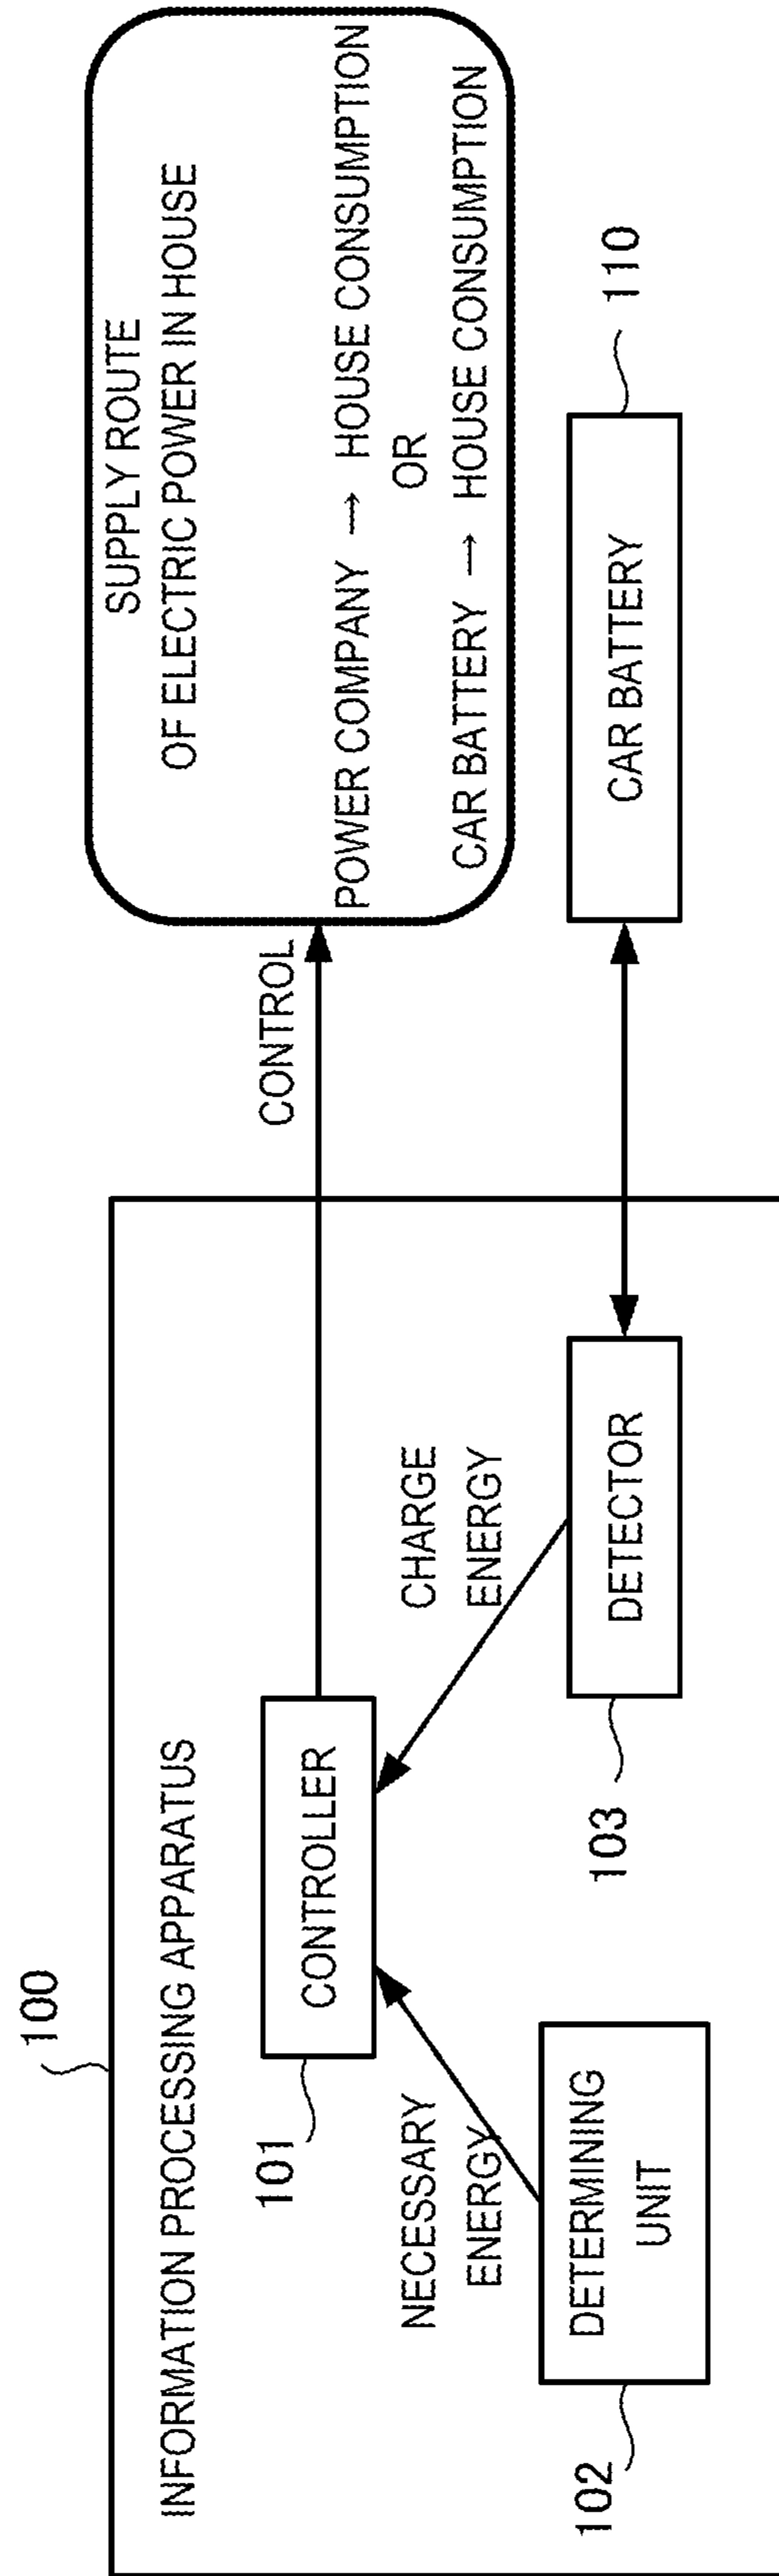 100
INFORMATION PROCESSING APPARATUS
101
CONTROLLER
CONTROL
SUPPLY ROUTE
OF ELECTRIC POWER IN HOUSE
POWER COMPANY → HOUSE CONSUMPTION
OR
CAR BATTERY → HOUSE CONSUMPTION
NECESSARY
ENERGY
CHARGE
ENERGY
102
DETERMINING
UNIT
103
DETECTOR
CAR BATTERY
110